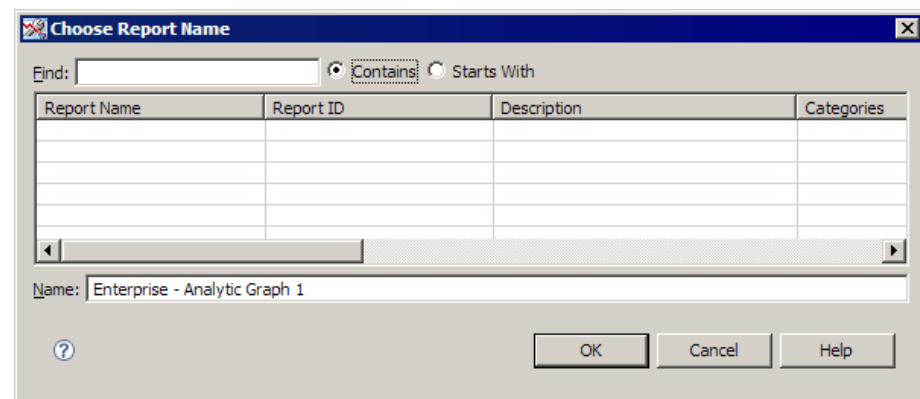 Choose Report Name
Find: Contains Starts With
Report Name Report ID Description Categories
Name: Enterprise - Analytic Graph 1
? OK Cancel Help